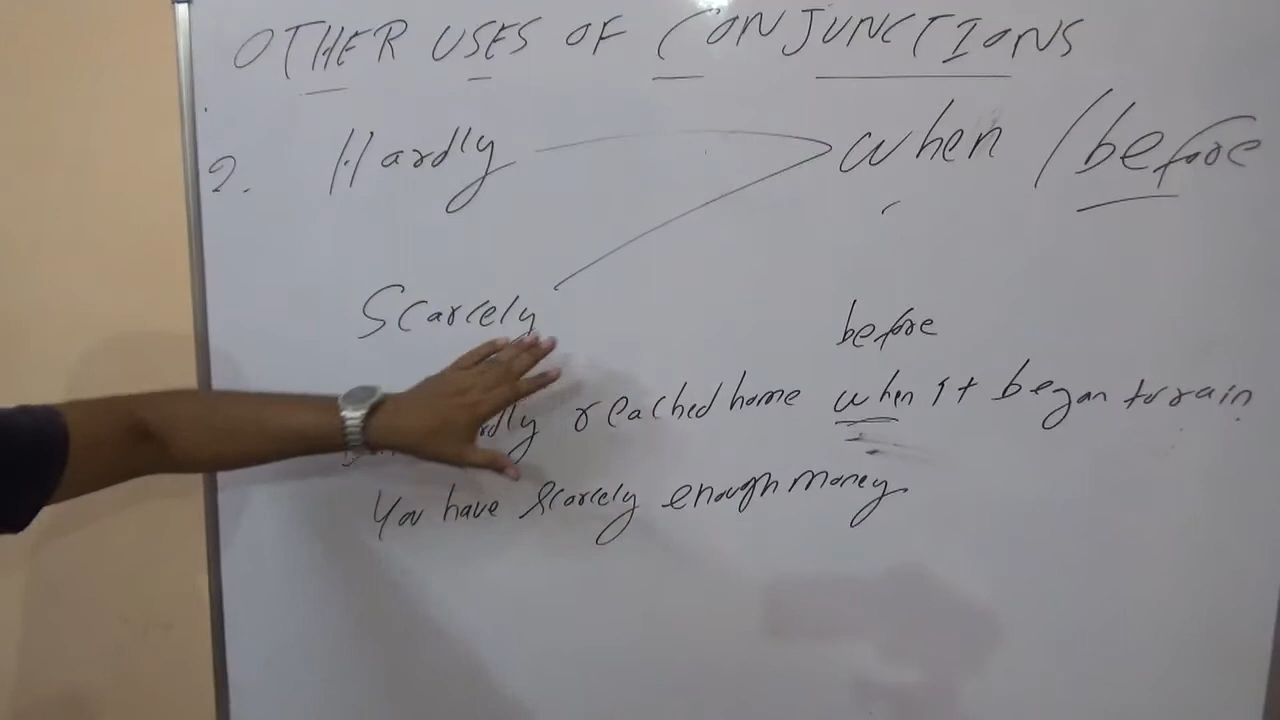 OTHER USES OF CONJUNCTIONS
2. Hardly when / before
Scarcely
before
reached home when it began to rain
You have scarcely enough money